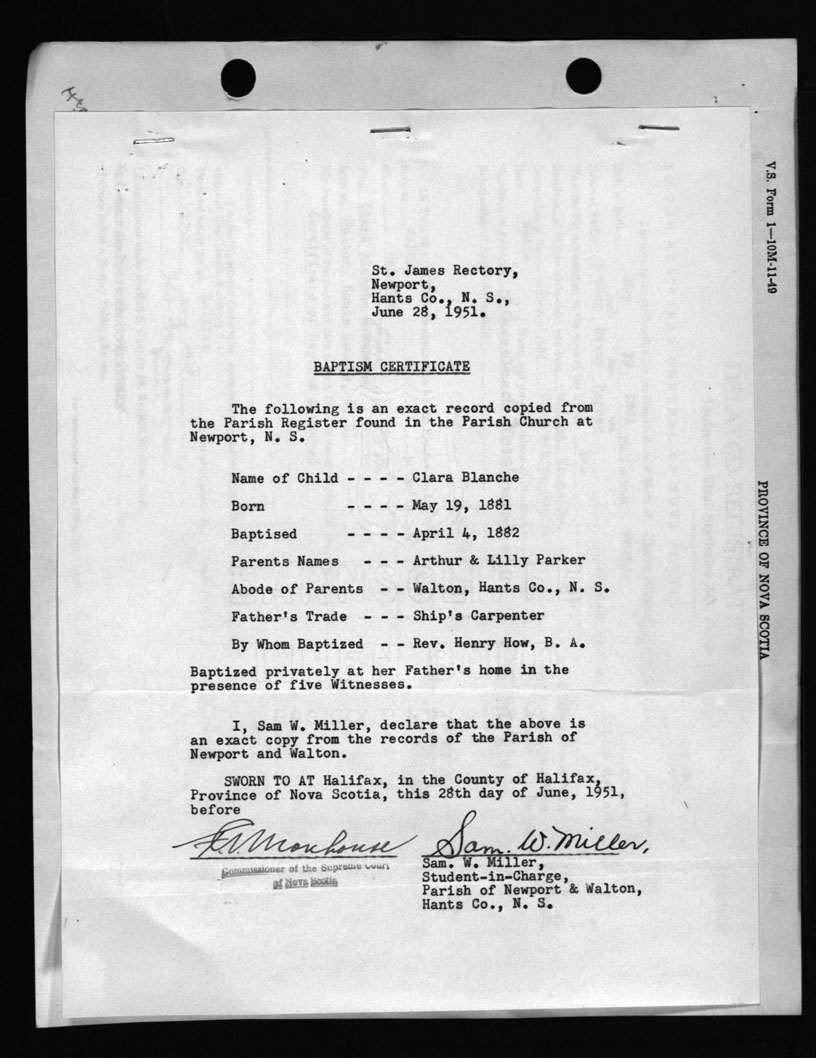 St. James Rectory,
Newport,
Hants Co., N. S.,
June 28, 1951.
BAPTISM CERTIFICATE
The following is an exact record copied from
the Parish Register found in the Parish Church at
Newport, N. S.
Name of Child - - - - Clara Blanche
Born - - - - May 19, 1881
Baptised - - - - April 4, 1882
Parents Names - - - Arthur & Lilly Parker
Abode of Parents - - Walton, Hants Co., N. S.
Father's Trade - - - Ship's Carpenter
By Whom Baptized - - Rev. Henry How, B. A.
Baptized privately at her Father's home in the
presence of five Witnesses.
I, Sam W. Miller, declare that the above is
an exact copy from the records of the Parish of
Newport and Walton.
SWORN TO AT Halifax, in the County of Halifax,
Province of Nova Scotia, this 28th day of June, 1951,
before
Sam. W. Miller,
Commissioner of the Supreme Court
of Nova Scotia
Sam. W. Miller,
Student-in-Charge,
Parish of Newport & Walton,
Hants Co., N. S.
V.S. Form 1—10M-11-49
PROVINCE OF NOVA SCOTIA